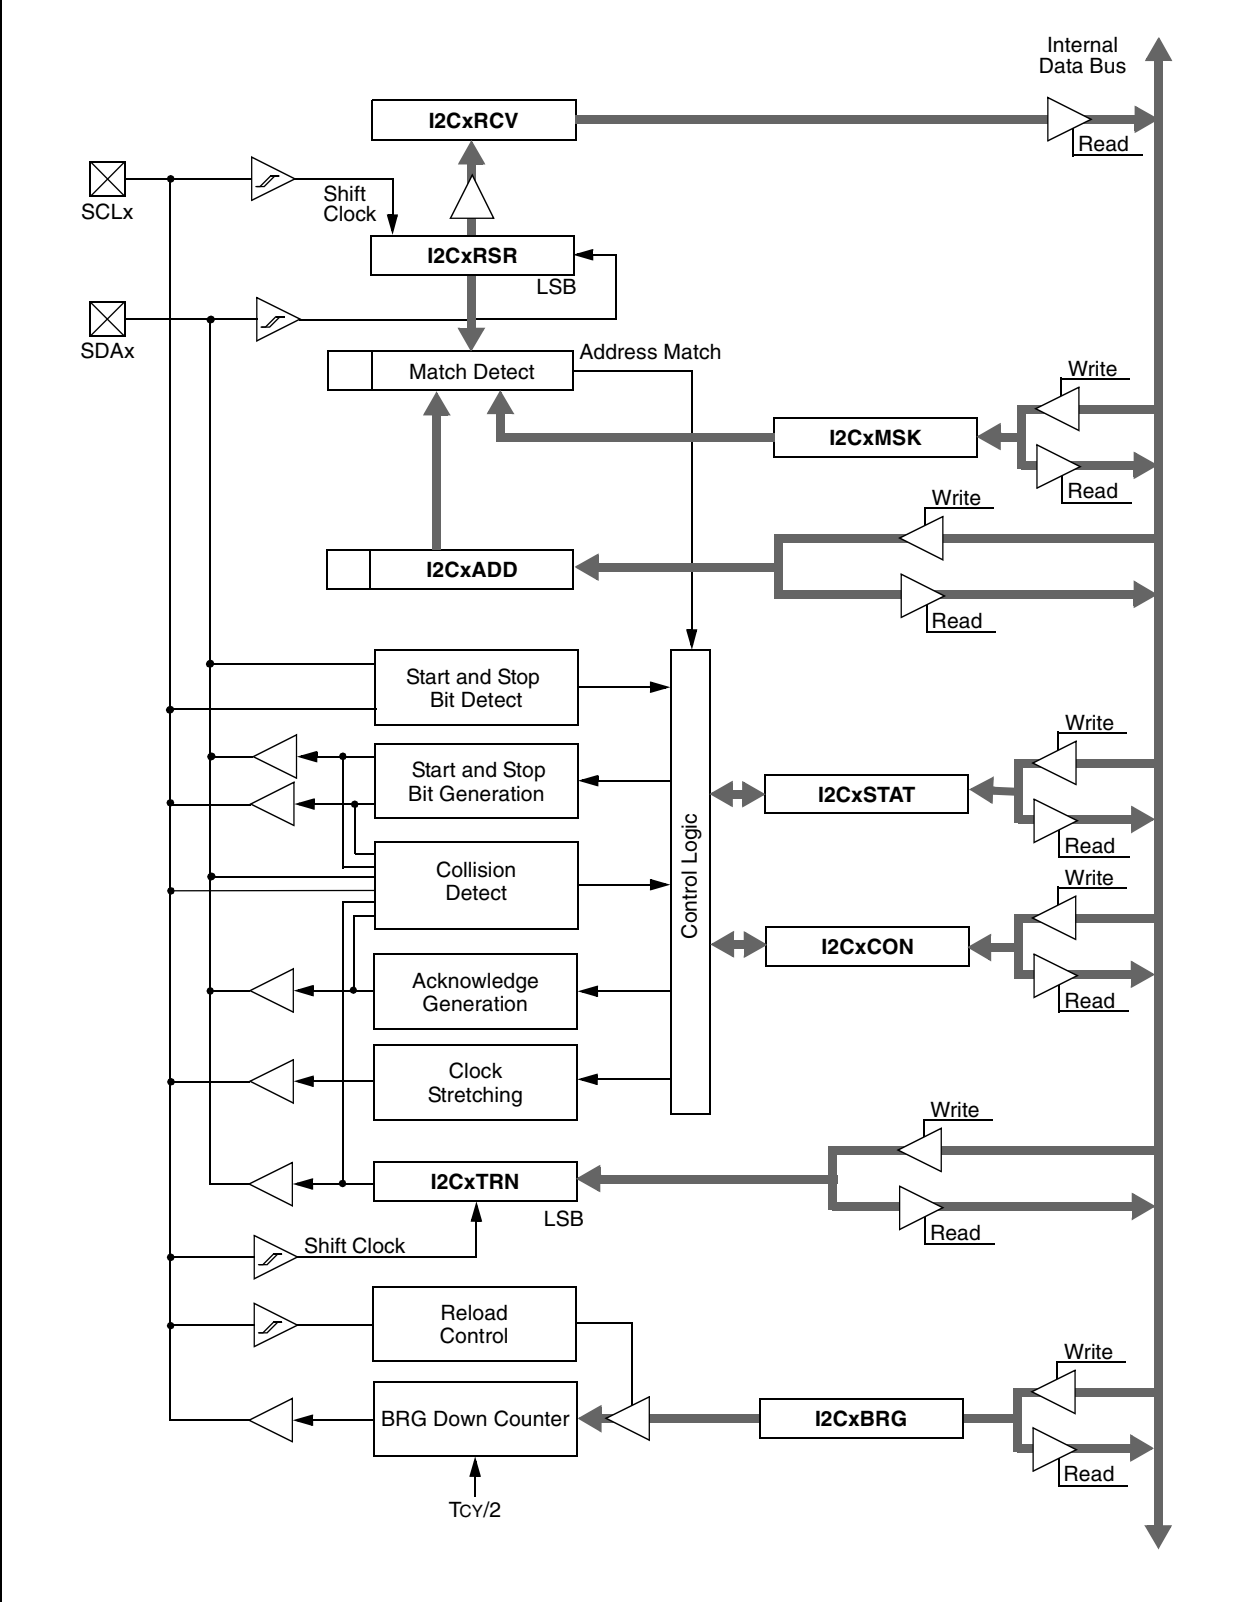 Internal
Data Bus
I2CxRCV
Read
SCLx
Shift
Clock
I2CxRSR
LSB
SDAx
Address Match
Match Detect
Write
I2CxMSK
Read
Write
I2CxADD
Read
Start and Stop
Bit Detect
Write
Start and Stop
Bit Generation
I2CxSTAT
Control Logic
Read
Collision
Detect
Write
I2CxCON
Acknowledge
Generation
Read
Clock
Stretching
Write
I2CxTRN
LSB
Read
Shift Clock
Reload
Control
Write
BRG Down Counter
I2CxBRG
Read
TCY/2